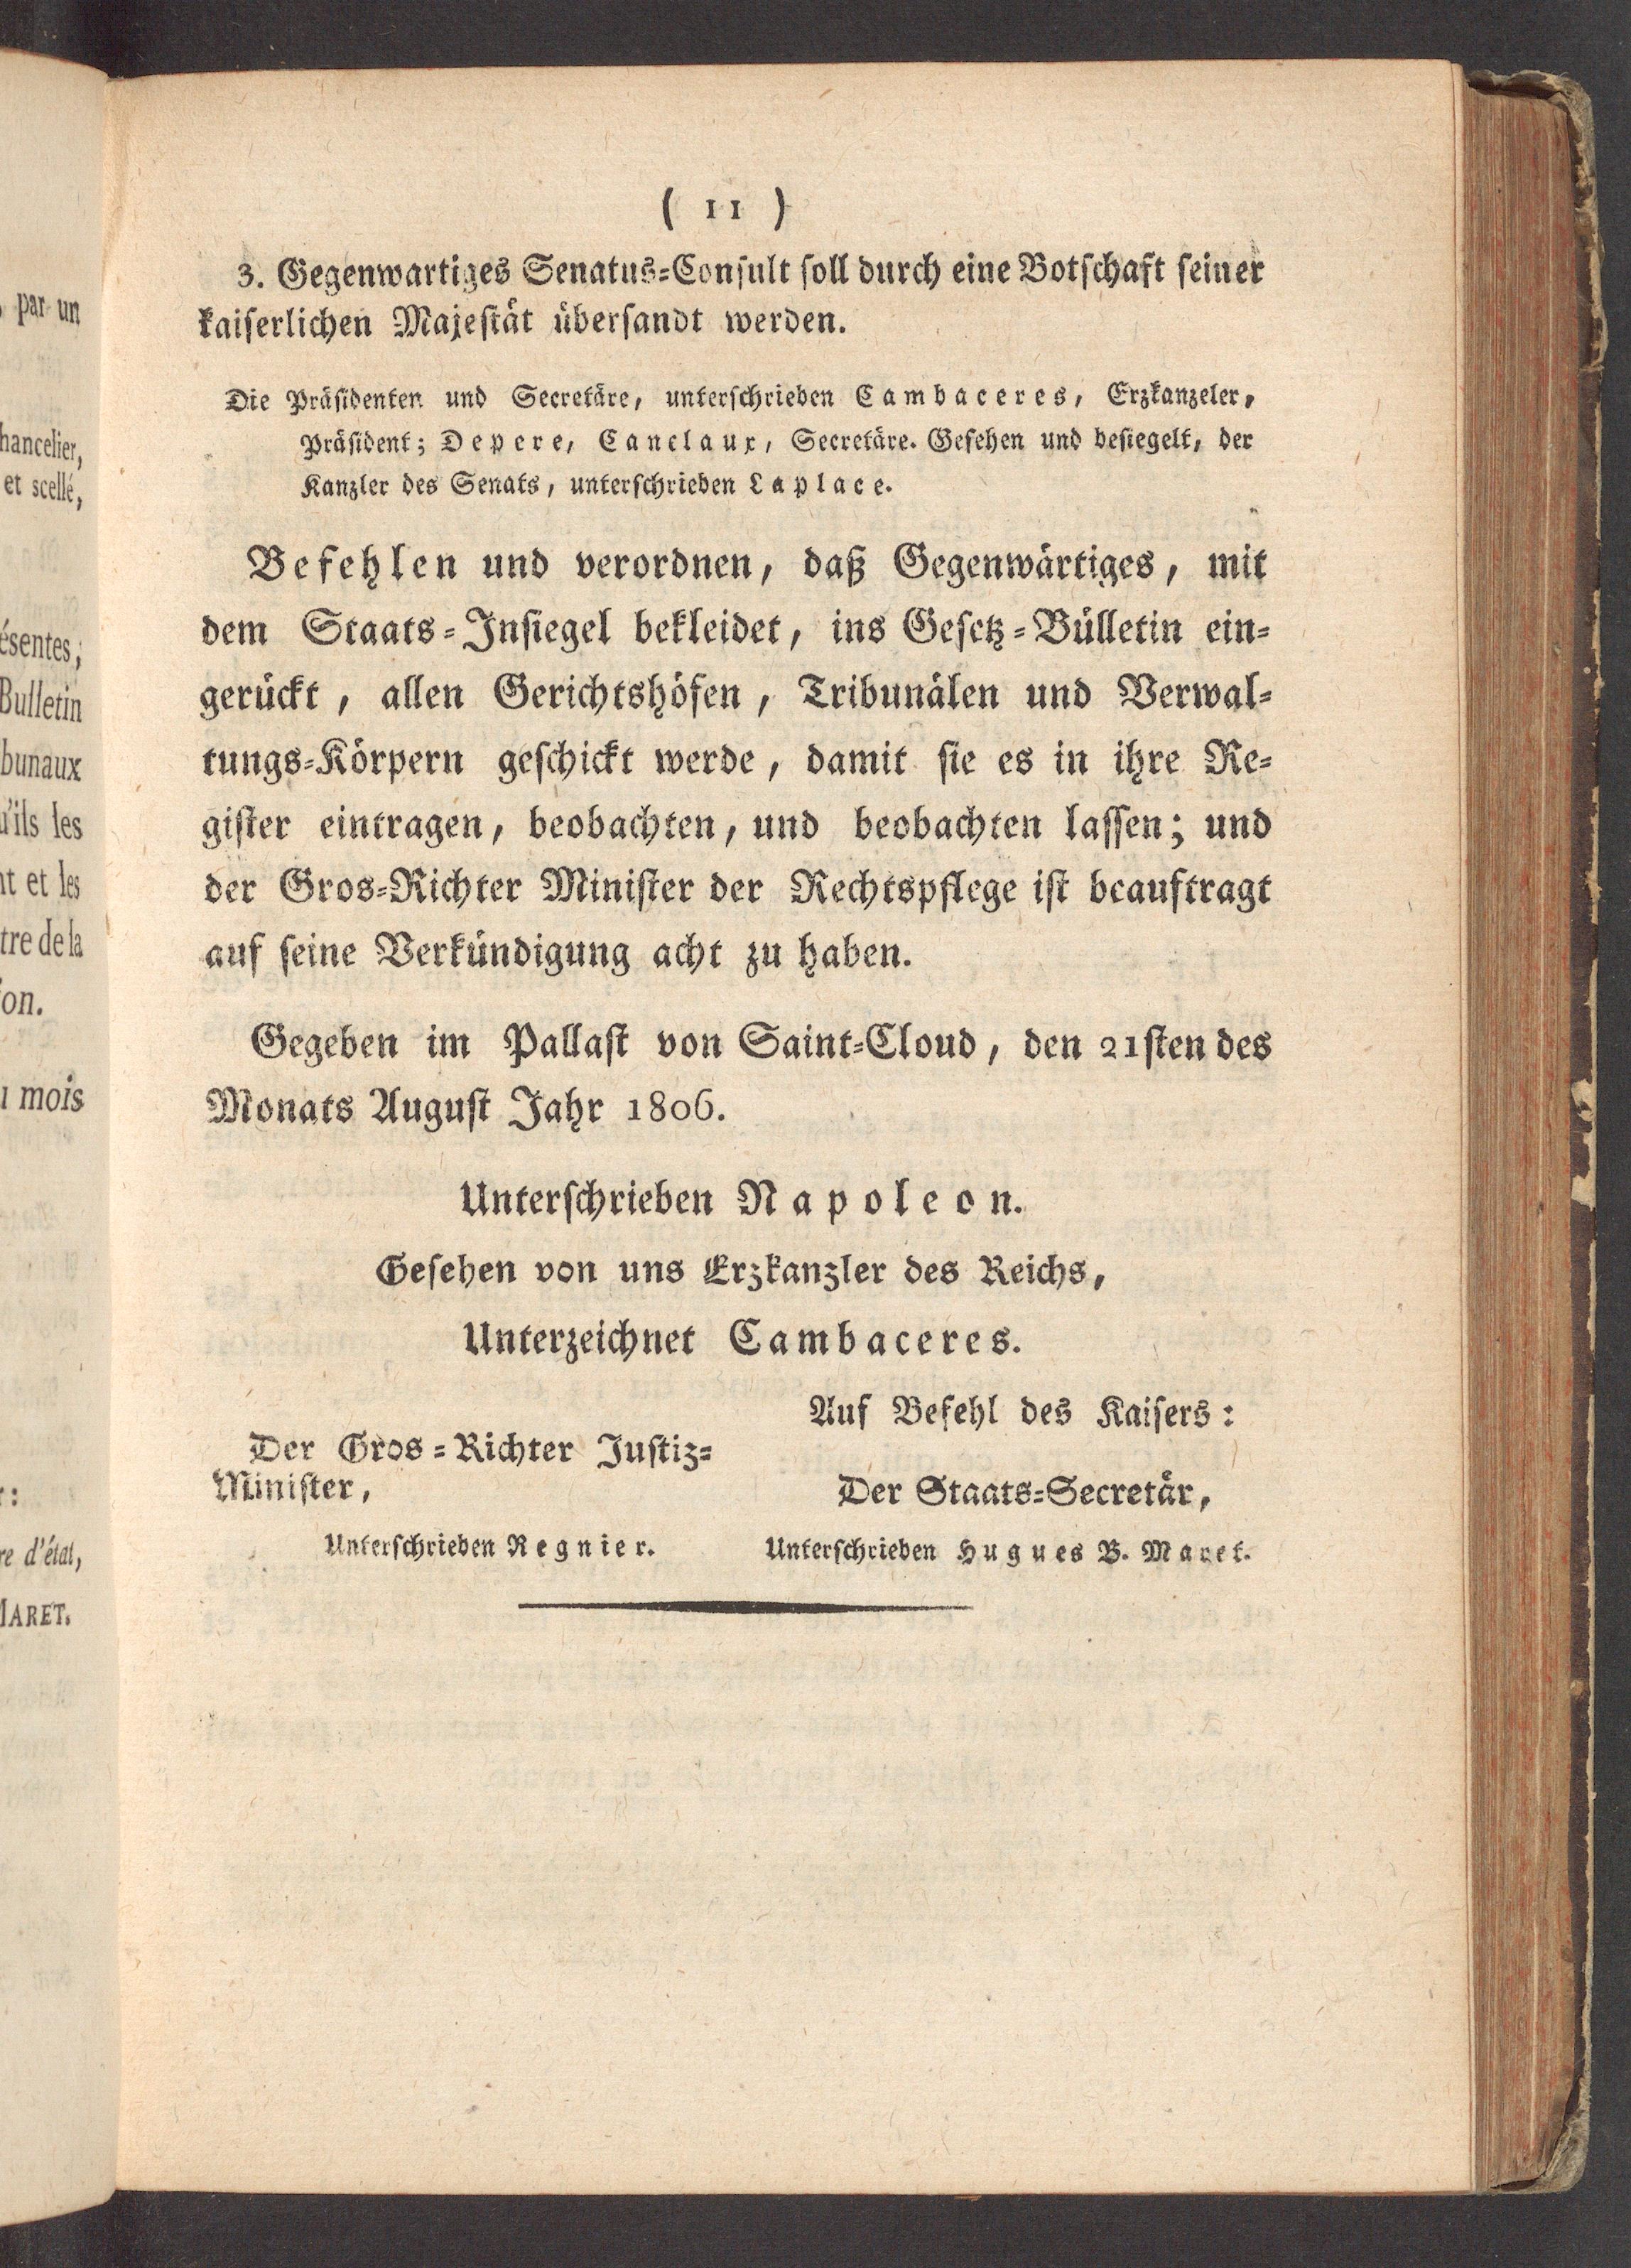 ( 11 )
3. Gegenwartiges Senatus-Consult soll durch eine Botschaft seiner
kaiserlichen Majestät übersandt werden.
Die Präsidenten und Secretäre, unterschrieben Cambaceres, Erzkanzeler,
Präsident; Depere, Canclaux, Secretäre. Gesehen und besiegelt, der
Kanzler des Senats, unterschrieben Laplace.
Befehlen und verordnen, daß Gegenwärtiges, mit
dem Staats-Insiegel bekleidet, ins Gesetz-Bülletin ein-
gerückt, allen Gerichtshöfen, Tribunälen und Verwal-
tungs-Körpern geschickt werde, damit sie es in ihre Re-
gister eintragen, beobachten, und beobachten lassen; und
der Gros-Richter Minister der Rechtspflege ist beauftragt
auf seine Verkündigung acht zu haben.
Gegeben im Pallast von Saint-Cloud, den 21sten des
Monats August Jahr 1806.
Unterschrieben Napoleon.
Gesehen von uns Erzkanzler des Reichs,
Unterzeichnet Cambaceres.
Auf Befehl des Kaisers:
Der Gros-Richter Justiz-
Minister,
Der Staats-Secretär,
Unterschrieben Regnier.
Unterschrieben Hugues B. Maret.
par un
hancelier,
et scellé,
ésentes,
Bulletin
bunaux
u'ils les
nt et les
tre de la
ion.
u mois
r:
re d'état,
MARET.